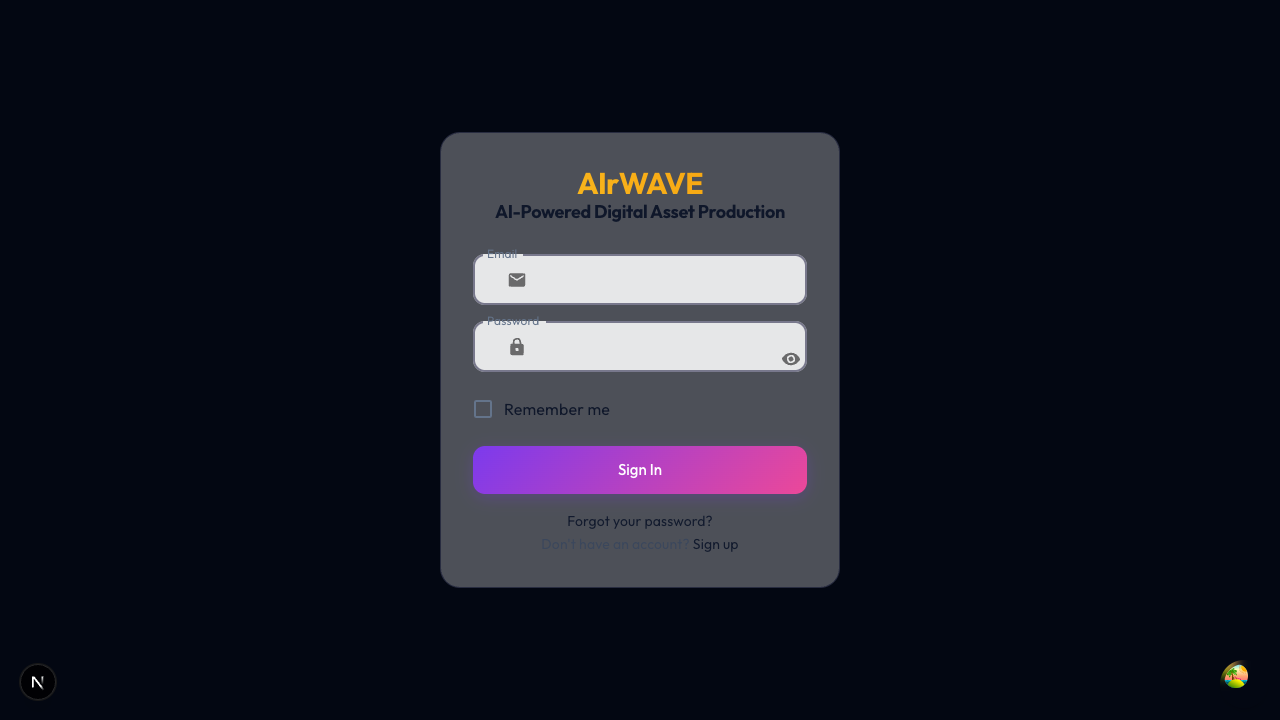 AIrWAVE
AI-Powered Digital Asset Production
Email
Password
Remember me
Sign In
Forgot your password?
Don't have an account? Sign up
N